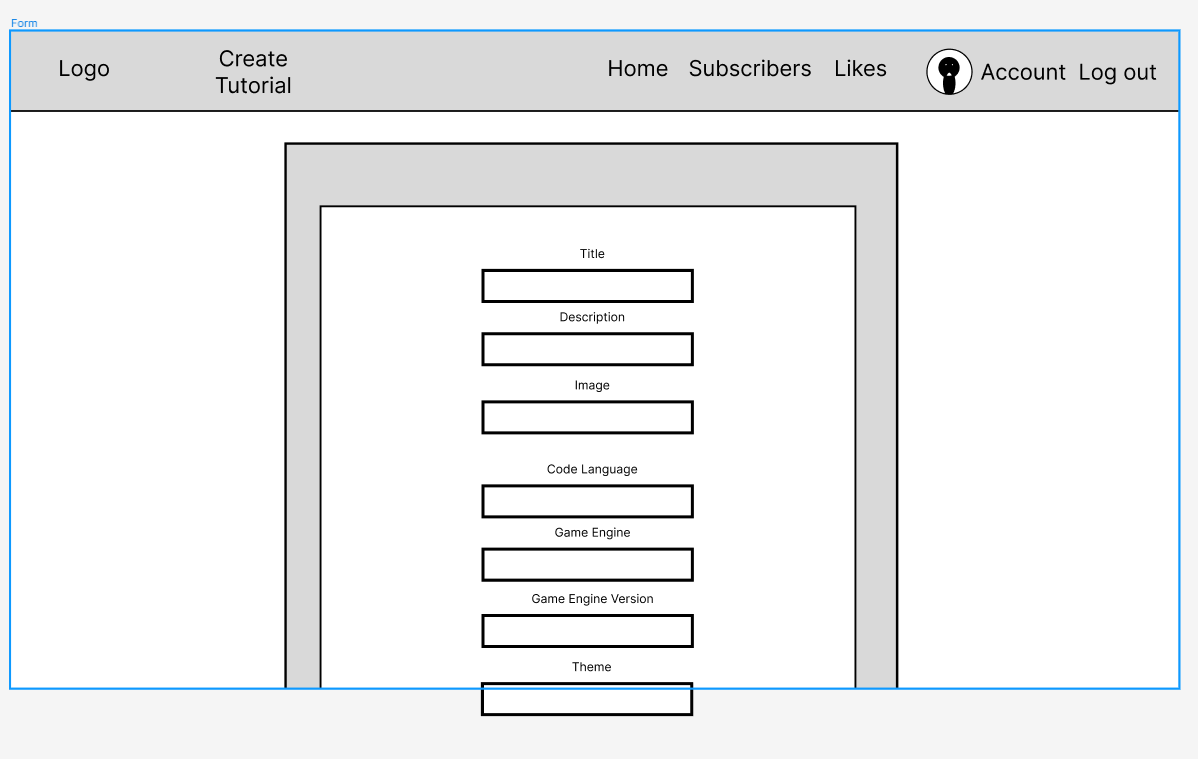 Form
Logo
Create
Tutorial
Home
Subscribers
Likes
Account
Log out
Title
Description
Image
Code Language
Game Engine
Game Engine Version
Theme